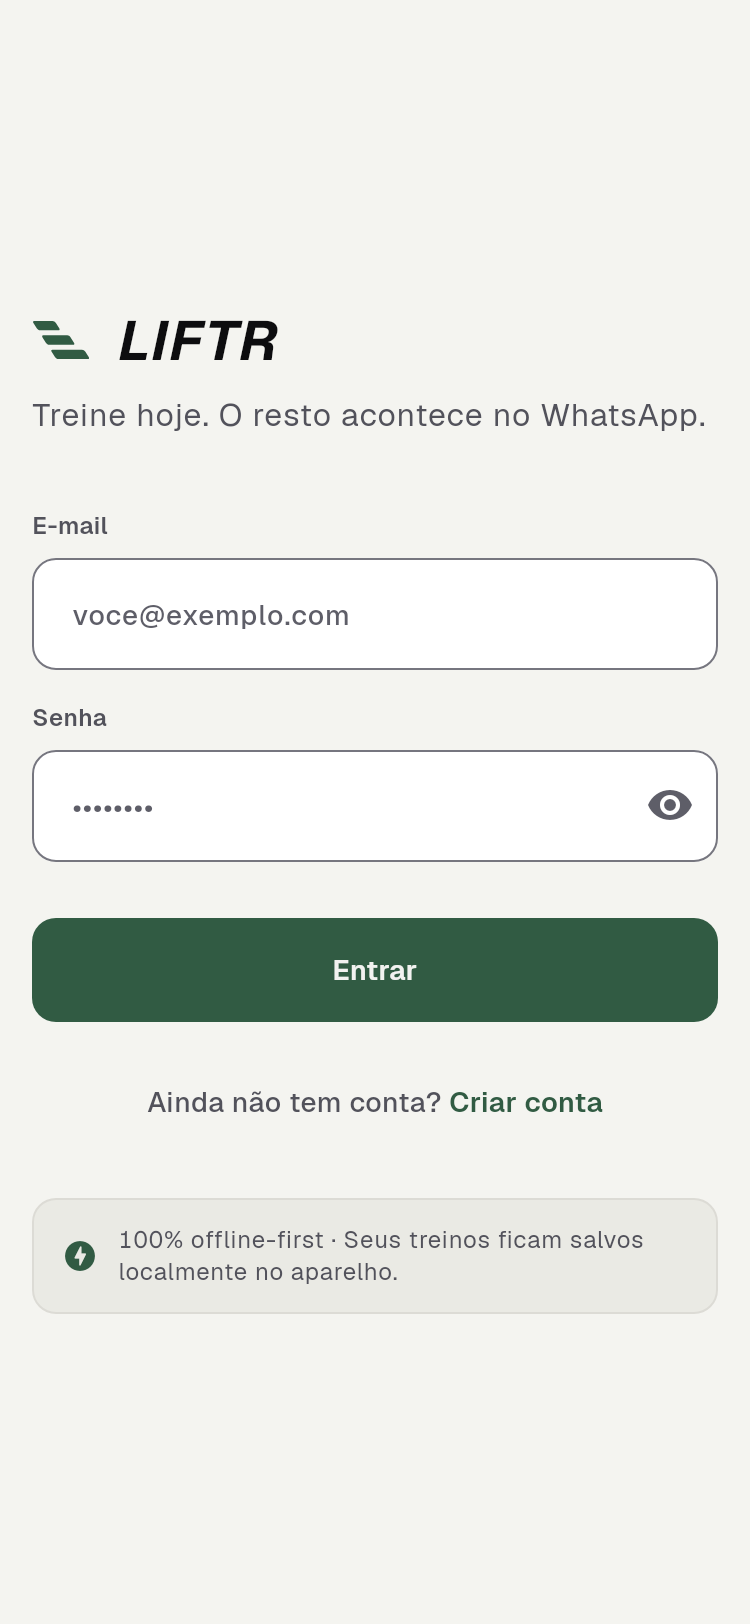 LIFTR
Treine hoje. O resto acontece no WhatsApp.
E-mail
voce@exemplo.com
Senha
••••••••
Entrar
Ainda não tem conta? Criar conta
100% offline-first · Seus treinos ficam salvos
localmente no aparelho.